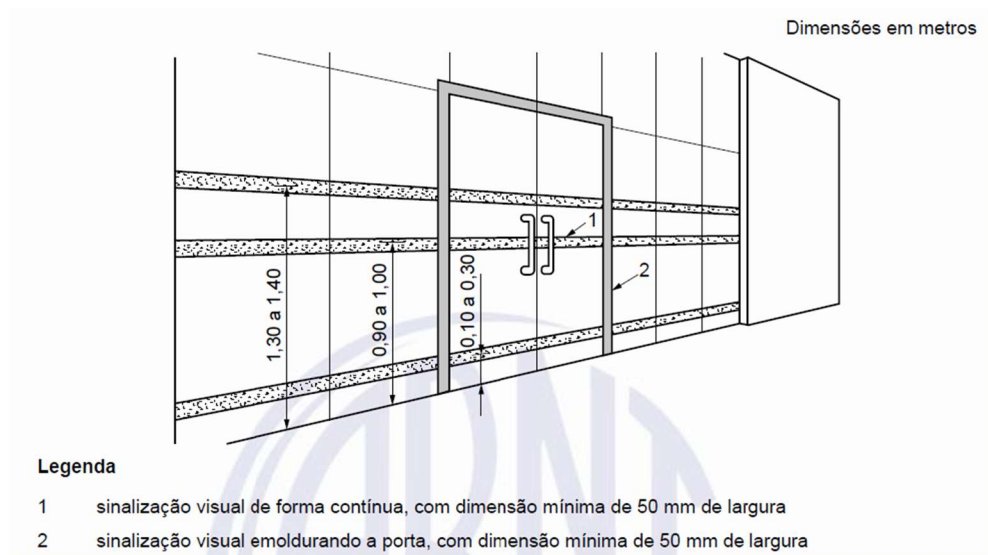 Dimensões em metros
1
2
1,30 a 1,40
0,90 a 1,00
0,10 a 0,30
Legenda
1 sinalização visual de forma contínua, com dimensão mínima de 50 mm de largura
2 sinalização visual emoldurando a porta, com dimensão mínima de 50 mm de largura
ABNT